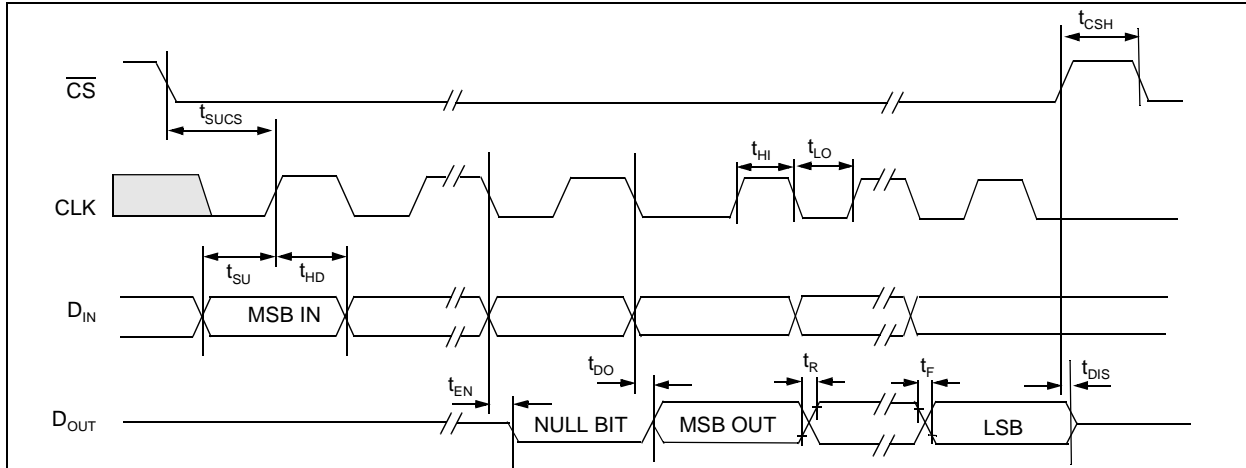 tCSH
CS
tSUCS
tHI
tLO
CLK
tSU
tHD
DIN
MSB IN
tDO
tR
tF
tDIS
tEN
DOUT
NULL BIT
MSB OUT
LSB